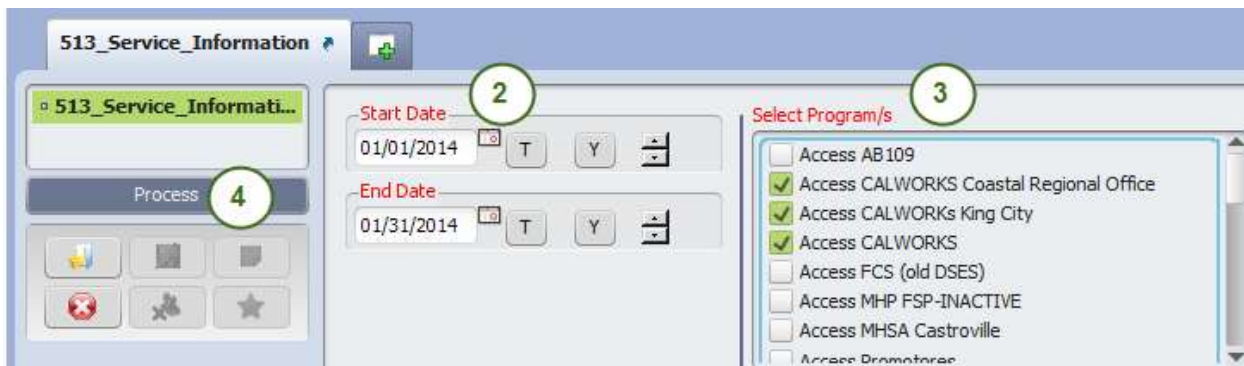 513_Service_Information
513_Service_Informati...
Process
4
2
Start Date
01/01/2014
T
Y
End Date
01/31/2014
T
Y
3
Select Program/s
Access AB109
Access CALWORKS Coastal Regional Office
Access CALWORKs King City
Access CALWORKS
Access FCS (old DSES)
Access MHP FSP-INACTIVE
Access MHSA Castroville
Access Promotores